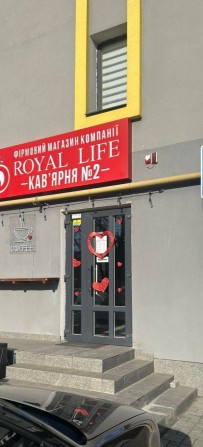 ФІРМОВИЙ МАГАЗИН КОМПАНІЇ
ROYAL LIFE
–КАВ'ЯРНЯ №2–